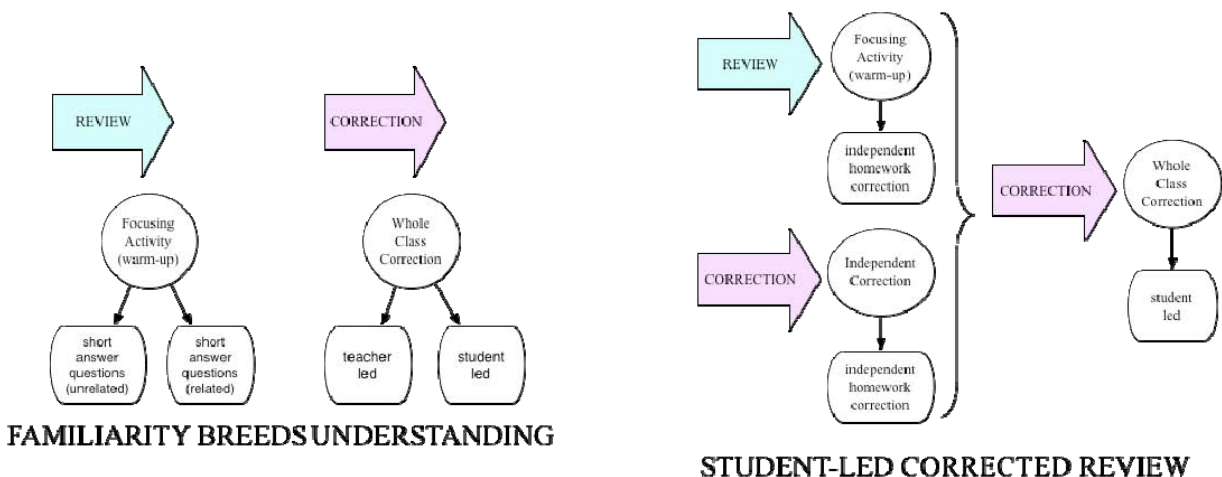 REVIEW
CORRECTION
Focusing
Activity
(warm-up)
Whole
Class
Correction
short
answer
questions
(unrelated)
short
answer
questions
(related)
teacher
led
student
led
FAMILIARITY BREEDS UNDERSTANDING
REVIEW
Focusing
Activity
(warm-up)
independent
homework
correction
CORRECTION
Independent
Correction
independent
homework
correction
CORRECTION
Whole
Class
Correction
student
led
STUDENT-LED CORRECTED REVIEW